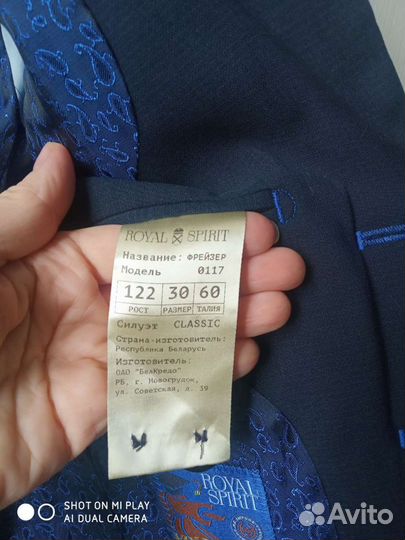 ROYAL SPIRIT
Название: ФРЕЙЗЕР
Модель 0117
122 30 60
РОСТ РАЗМЕР ТАЛИЯ
Силуэт CLASSIC
Страна-изготовитель:
Республика Беларусь
Изготовитель:
ОАО "БелКредо"
РБ, г. Новогрудок,
ул. Советская, д. 39
ROYAL
SPIRIT
SHOT ON MI PLAY
AI DUAL CAMERA
Avito